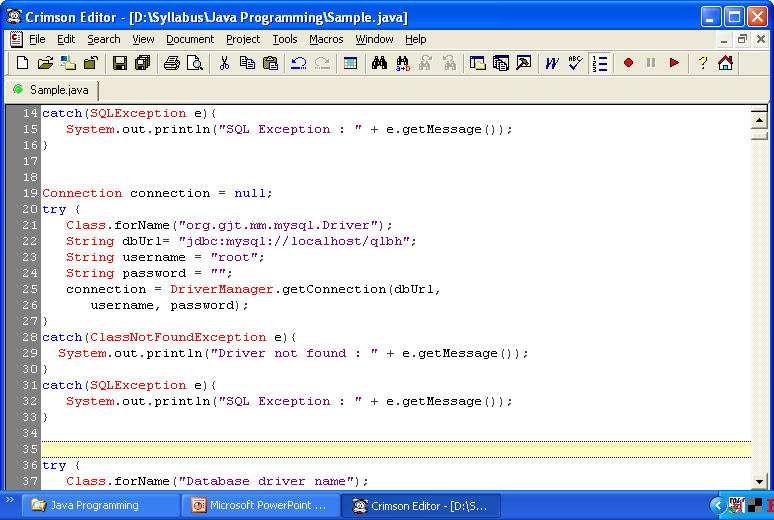 Crimson Editor - [D:\Syllabus\Java Programming\Sample.java]
File Edit Search View Document Project Tools Macros Window Help
Sample.java
14 catch(SQLException e){
15 System.out.println("SQL Exception : " + e.getMessage());
16 }
17
18
19 Connection connection = null;
20 try {
21 Class.forName("org.gjt.mm.mysql.Driver");
22 String dbUrl= "jdbc:mysql://localhost/qlbh";
23 String username = "root";
24 String password = "";
25 connection = DriverManager.getConnection(dbUrl,
26 username, password);
27 }
28 catch(ClassNotFoundException e){
29 System.out.println("Driver not found : " + e.getMessage());
30 }
31 catch(SQLException e){
32 System.out.println("SQL Exception : " + e.getMessage());
33 }
34
35
36 try {
37 Class.forName("Database driver name");
Java Programming
Microsoft PowerPoint ...
Crimson Editor - [D:\S...